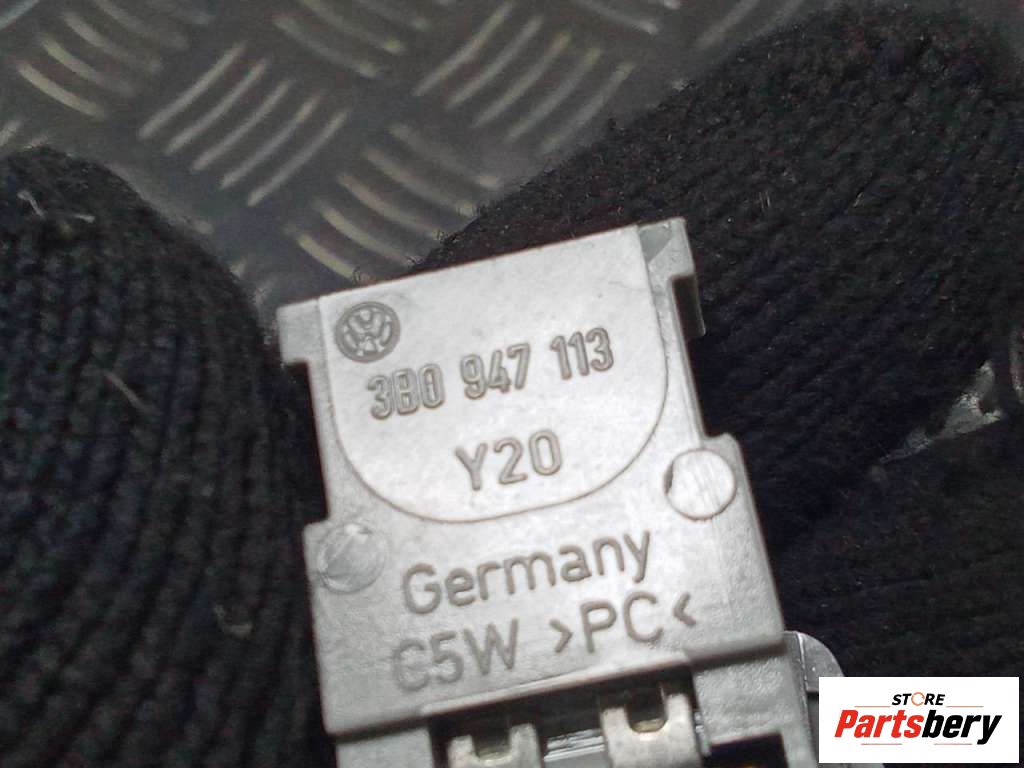 3B0 947 113
Y20
Germany
C5W >PC<
STORE
Partsbery